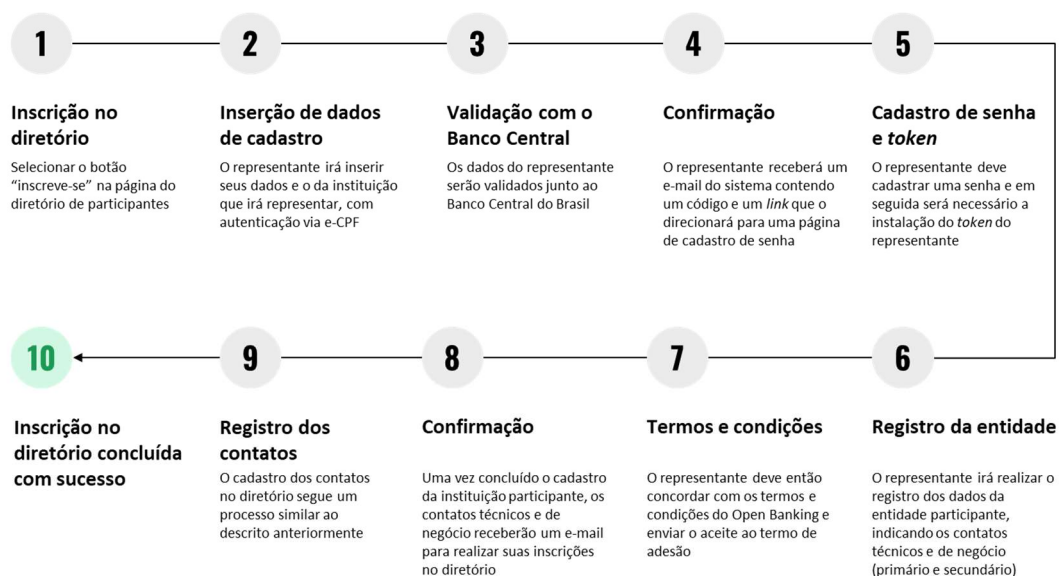 1
Inscrição no
diretório
Selecionar o botão
“inscreve-se” na página do
diretório de participantes
2
Inserção de dados
de cadastro
O representante irá inserir
seus dados e o da instituição
que irá representar, com
autenticação via e-CPF
3
Validação com o
Banco Central
Os dados do representante
serão validados junto ao
Banco Central do Brasil
4
Confirmação
O representante receberá um
e-mail do sistema contendo
um código e um link que o
direcionará para uma página
de cadastro de senha
5
Cadastro de senha
e token
O representante deve
cadastrar uma senha e em
seguida será necessário a
instalação do token do
representante
6
Registro da entidade
O representante irá realizar o
registro dos dados da
entidade participante,
indicando os contatos
técnicos e de negócio
(primário e secundário)
7
Termos e condições
O representante deve então
concordar com os termos e
condições do Open Banking e
enviar o aceite ao termo de
adesão
8
Confirmação
Uma vez concluído o cadastro
da instituição participante, os
contatos técnicos e de
negócio receberão um e-mail
para realizar suas inscrições
no diretório
9
Registro dos
contatos
O cadastro dos contatos
no diretório segue um
processo similar ao
descrito anteriormente
10
Inscrição no
diretório concluída
com sucesso